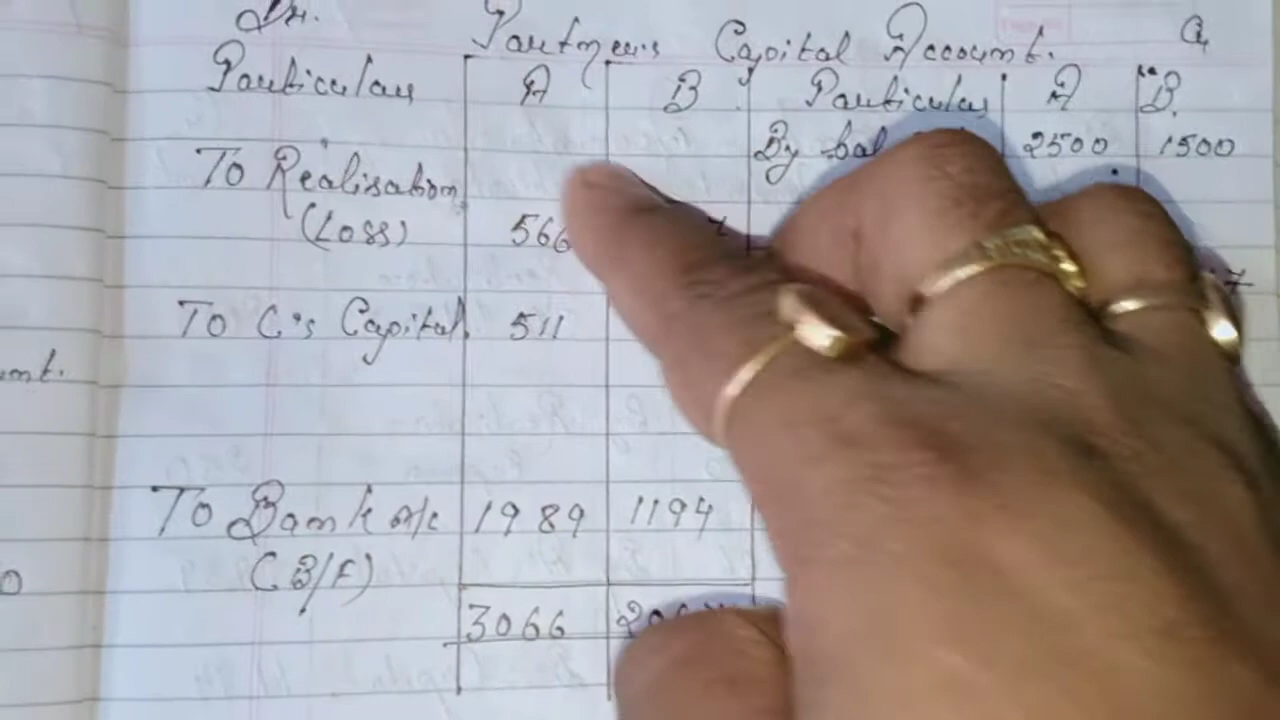 Dr. Partners Capital Account. Cr
Particulars A B Particulas A B.
By bal 2500 1500
To Realisation
(Loss) 566
To C's Capital 511
To Bank a/c 1989 1194
(B/F)
3066